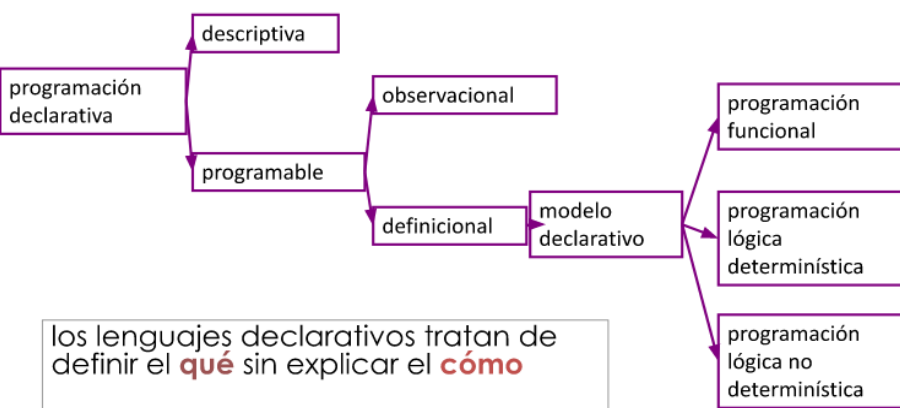 descriptiva
programación
declarativa
observacional
programable
definicional
modelo
declarativo
programación
funcional
programación
lógica
determinística
programación
lógica no
determinística
los lenguajes declarativos tratan de
definir el qué sin explicar el cómo